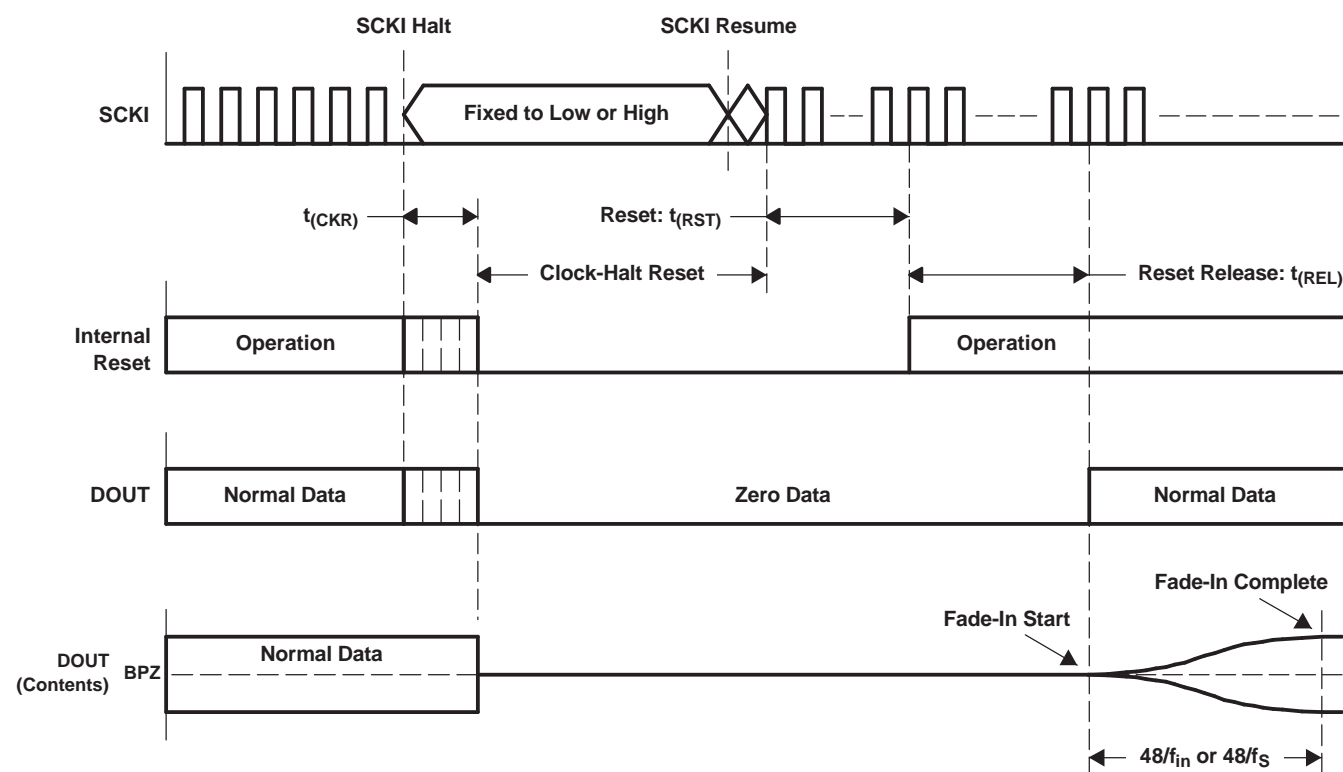 SCKI Halt
SCKI Resume
SCKI
Fixed to Low or High
t(CKR)
Reset: t(RST)
Clock-Halt Reset
Reset Release: t(REL)
Internal
Reset
Operation
Operation
DOUT
Normal Data
Zero Data
Normal Data
Fade-In Complete
Fade-In Start
DOUT
(Contents)
BPZ
Normal Data
48/fin or 48/fS